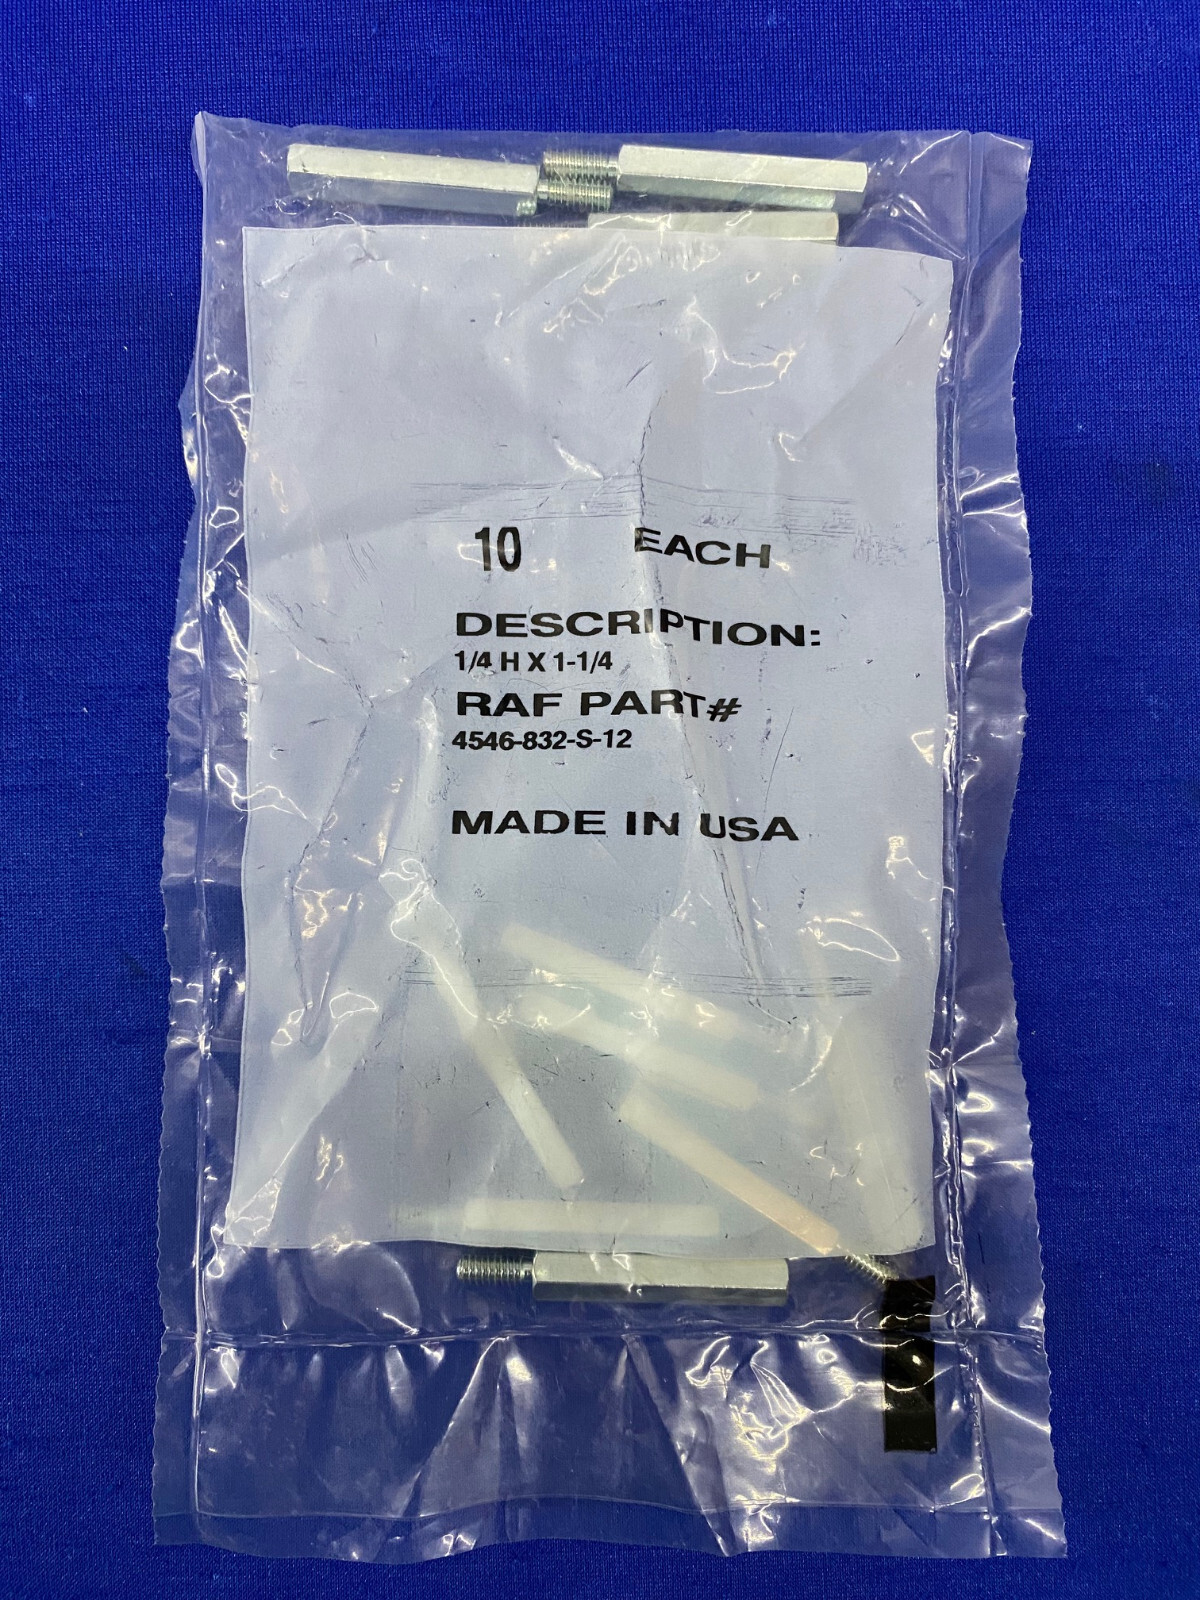 10 EACH
DESCRIPTION:
1/4 H X 1-1/4
RAF PART#
4546-832-S-12
MADE IN USA